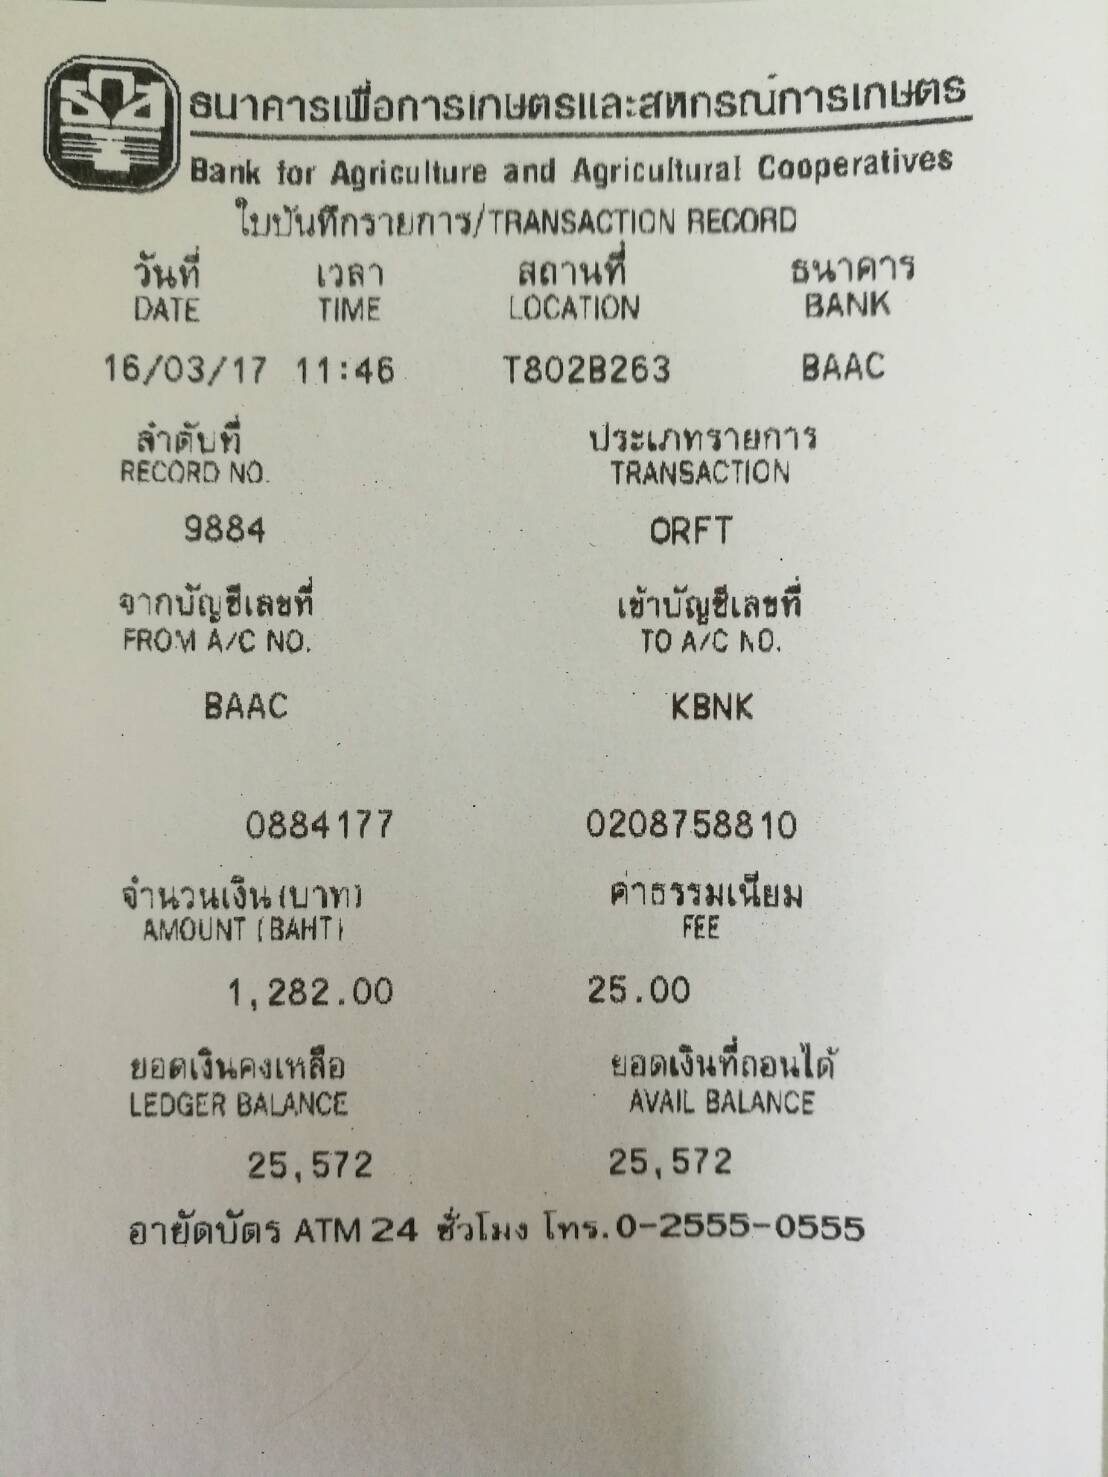 ธนาคารเพื่อการเกษตรและสหกรณ์การเกษตร
Bank for Agriculture and Agricultural Cooperatives
ใบบันทึกรายการ/TRANSACTION RECORD
วันที่ เวลา สถานที่ ธนาคาร
DATE TIME LOCATION BANK
16/03/17 11:46 T802B263 BAAC
ลำดับที่ ประเภทรายการ
RECORD NO. TRANSACTION
9884 ORFT
จากบัญชีเลขที่ เข้าบัญชีเลขที่
FROM A/C NO. TO A/C NO.
BAAC KBNK
0884177 0208758810
จำนวนเงิน(บาท) ค่าธรรมเนียม
AMOUNT (BAHT) FEE
1,282.00 25.00
ยอดเงินคงเหลือ ยอดเงินที่ถอนได้
LEDGER BALANCE AVAIL BALANCE
25,572 25,572
อายัดบัตร ATM 24 ชั่วโมง โทร.0-2555-0555